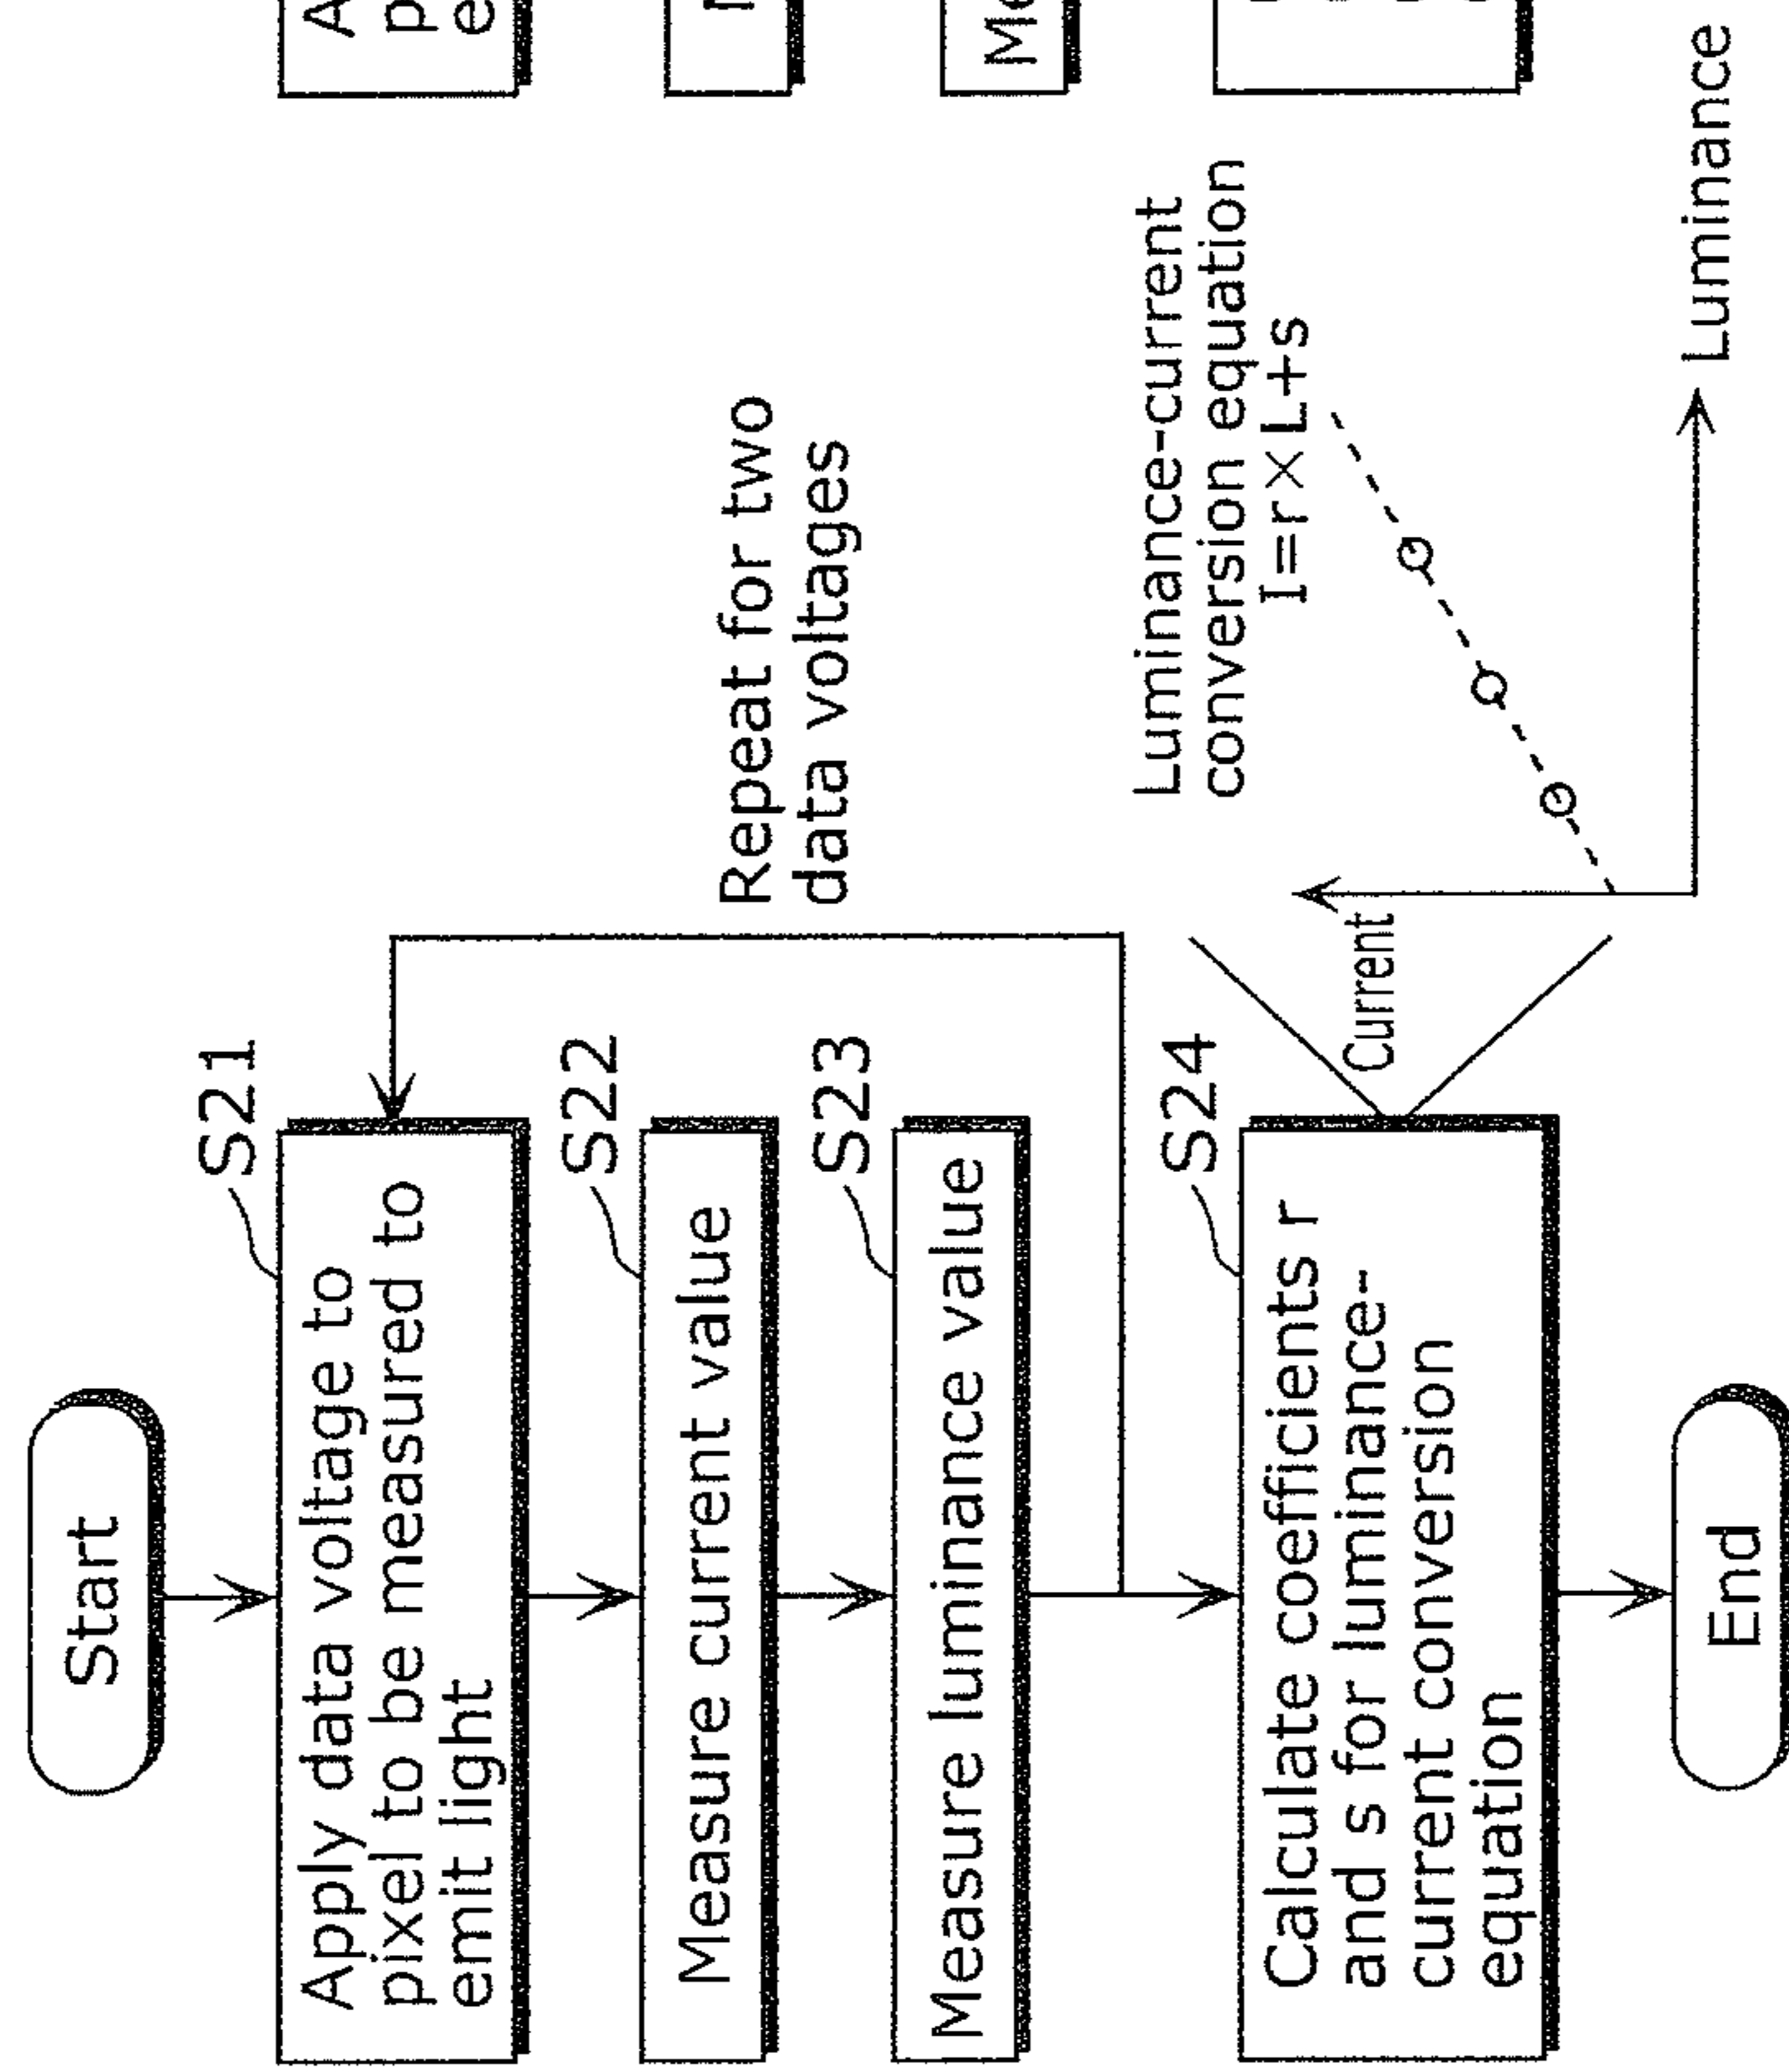 Start
S21
Apply data voltage to
pixel to be measured to
emit light
Repeat for two
data voltages
S22
Measure current value
S23
Measure luminance value
S24
Calculate coefficients r
and s for luminance-
current conversion
equation
Luminance-current
conversion equation
I=r×L+s
Current
Luminance
End
A
p
e
Me